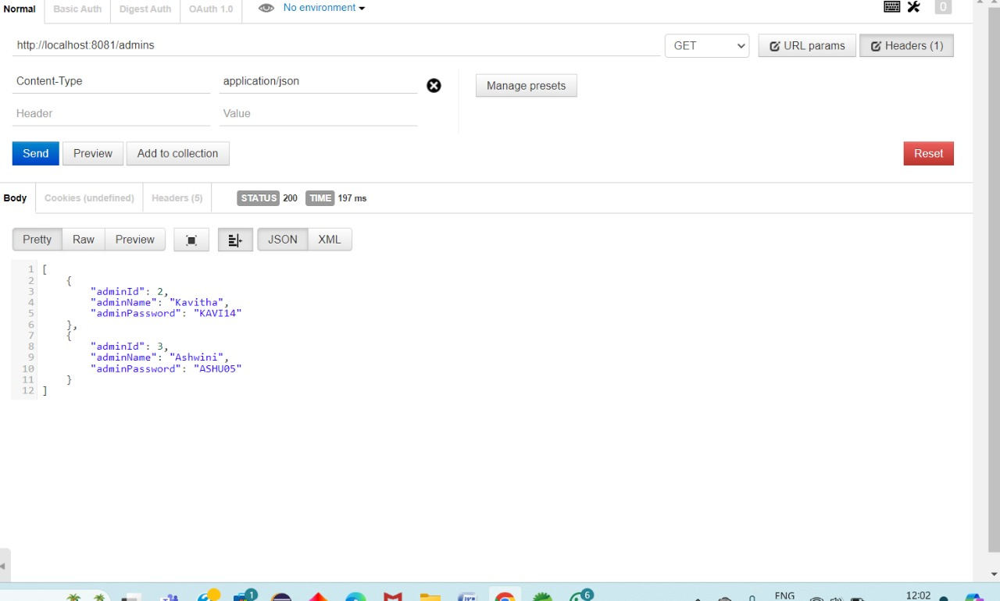 Normal Basic Auth Digest Auth OAuth 1.0 No environment 0
http://localhost:8081/admins GET URL params Headers (1)
Content-Type application/json Manage presets
Header Value
Send Preview Add to collection Reset
Body Cookies (undefined) Headers (5) STATUS 200 TIME 197 ms
Pretty Raw Preview JSON XML
1 [
2 {
3 "adminId": 2,
4 "adminName": "Kavitha",
5 "adminPassword": "KAVI14"
6 },
7 {
8 "adminId": 3,
9 "adminName": "Ashwini",
10 "adminPassword": "ASHU05"
11 }
12 ]
1 6 ENG 12:02